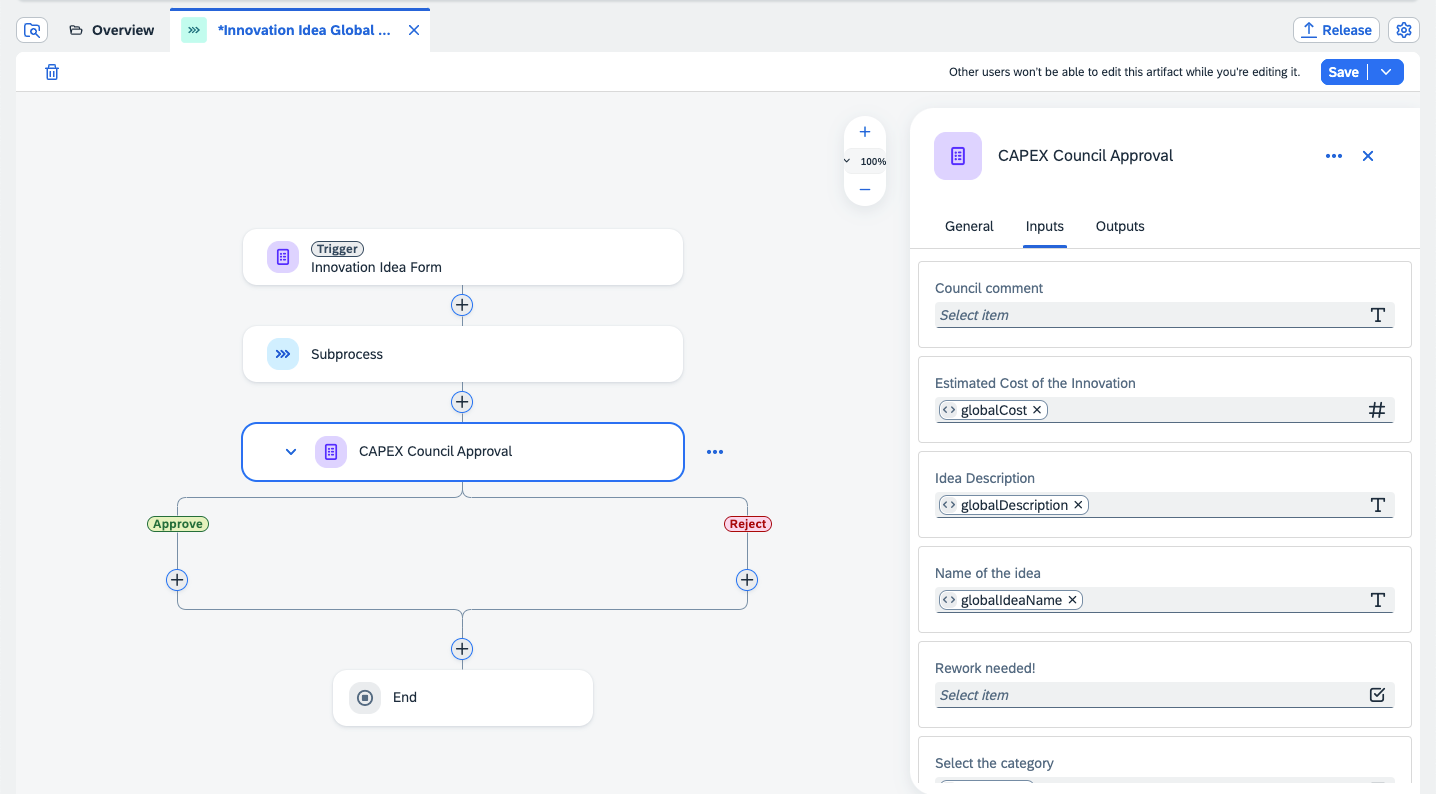 Overview
*Innovation Idea Global ...
Release
Other users won't be able to edit this artifact while you're editing it.
Save
100%
Trigger
Innovation Idea Form
Subprocess
CAPEX Council Approval
Approve
Reject
End
CAPEX Council Approval
General Inputs Outputs
Council comment
Select item
Estimated Cost of the Innovation
globalCost
Idea Description
globalDescription
Name of the idea
globalIdeaName
Rework needed!
Select item
Select the category